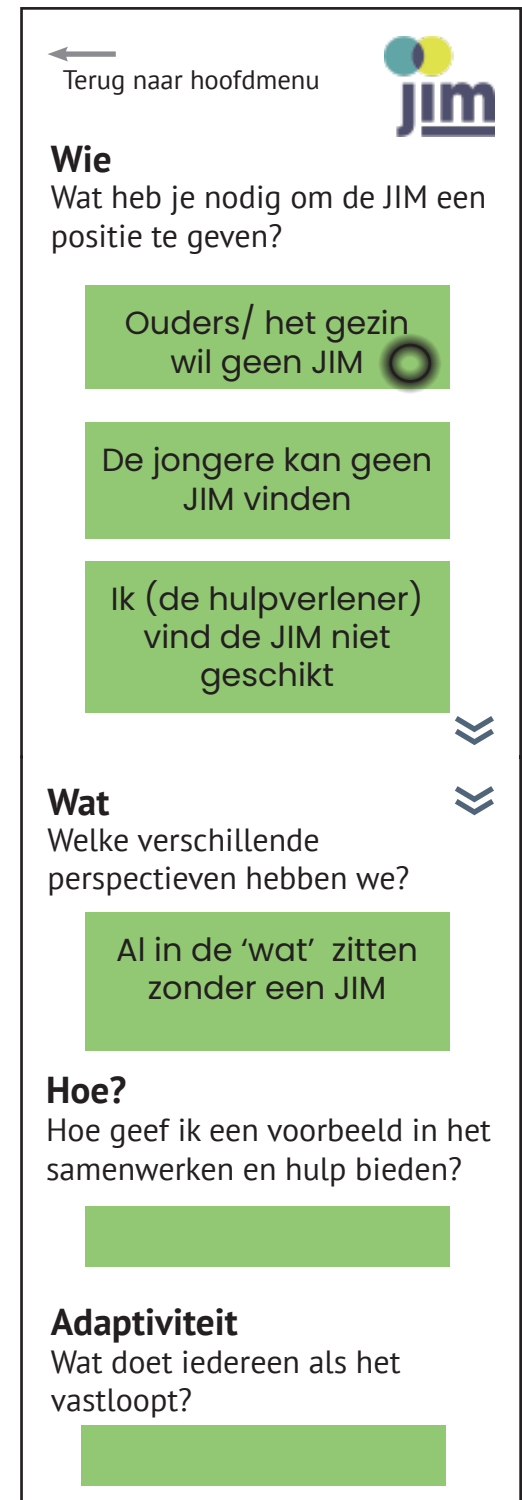 Terug naar hoofdmenu
jim
Wie
Wat heb je nodig om de JIM een
positie te geven?
Ouders/ het gezin
wil geen JIM
De jongere kan geen
JIM vinden
Ik (de hulpverlener)
vind de JIM niet
geschikt
Wat
Welke verschillende
perspectieven hebben we?
Al in de ‘wat’ zitten
zonder een JIM
Hoe?
Hoe geef ik een voorbeeld in het
samenwerken en hulp bieden?
Adaptiviteit
Wat doet iedereen als het
vastloopt?